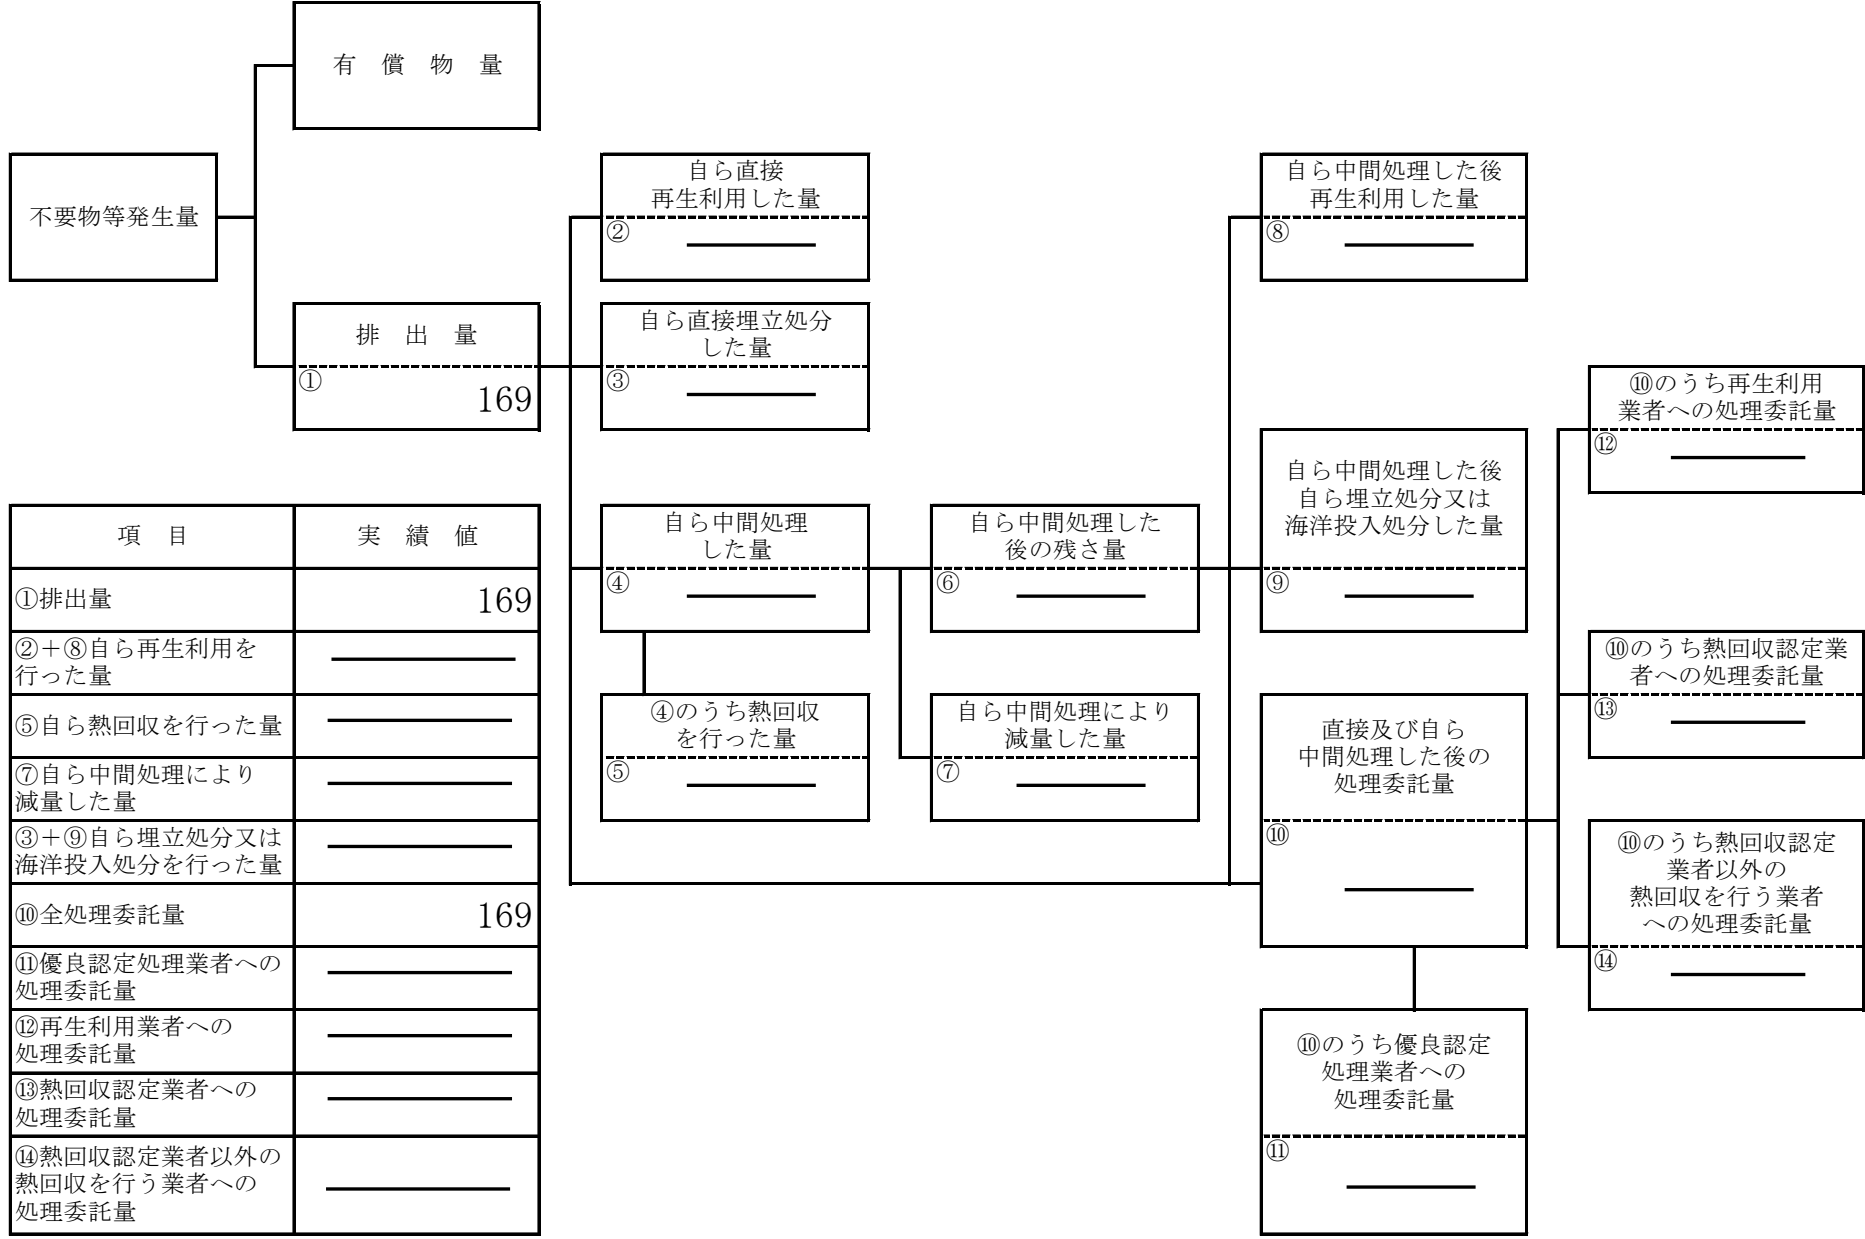 有 償 物 量
不要物等発生量
排 出 量
①
169
自ら直接
再生利用した量
②
自ら直接埋立処分
した量
③
自ら中間処理
した量
④
④のうち熱回収
を行った量
⑤
自ら中間処理した
後の残さ量
⑥
自ら中間処理により
減量した量
⑦
自ら中間処理した後
再生利用した量
⑧
自ら中間処理した後
自ら埋立処分又は
海洋投入処分した量
⑨
直接及び自ら
中間処理した後の
処理委託量
⑩
⑩のうち優良認定
処理業者への
処理委託量
⑪
⑩のうち再生利用
業者への処理委託量
⑫
⑩のうち熱回収認定業
者への処理委託量
⑬
⑩のうち熱回収認定
業者以外の
熱回収を行う業者
への処理委託量
⑭
項 目 実 績 値
①排出量 169
②＋⑧自ら再生利用を
行った量
⑤自ら熱回収を行った量
⑦自ら中間処理により
減量した量
③＋⑨自ら埋立処分又は
海洋投入処分を行った量
⑩全処理委託量 169
⑪優良認定処理業者への
処理委託量
⑫再生利用業者への
処理委託量
⑬熱回収認定業者への
処理委託量
⑭熱回収認定業者以外の
熱回収を行う業者への
処理委託量